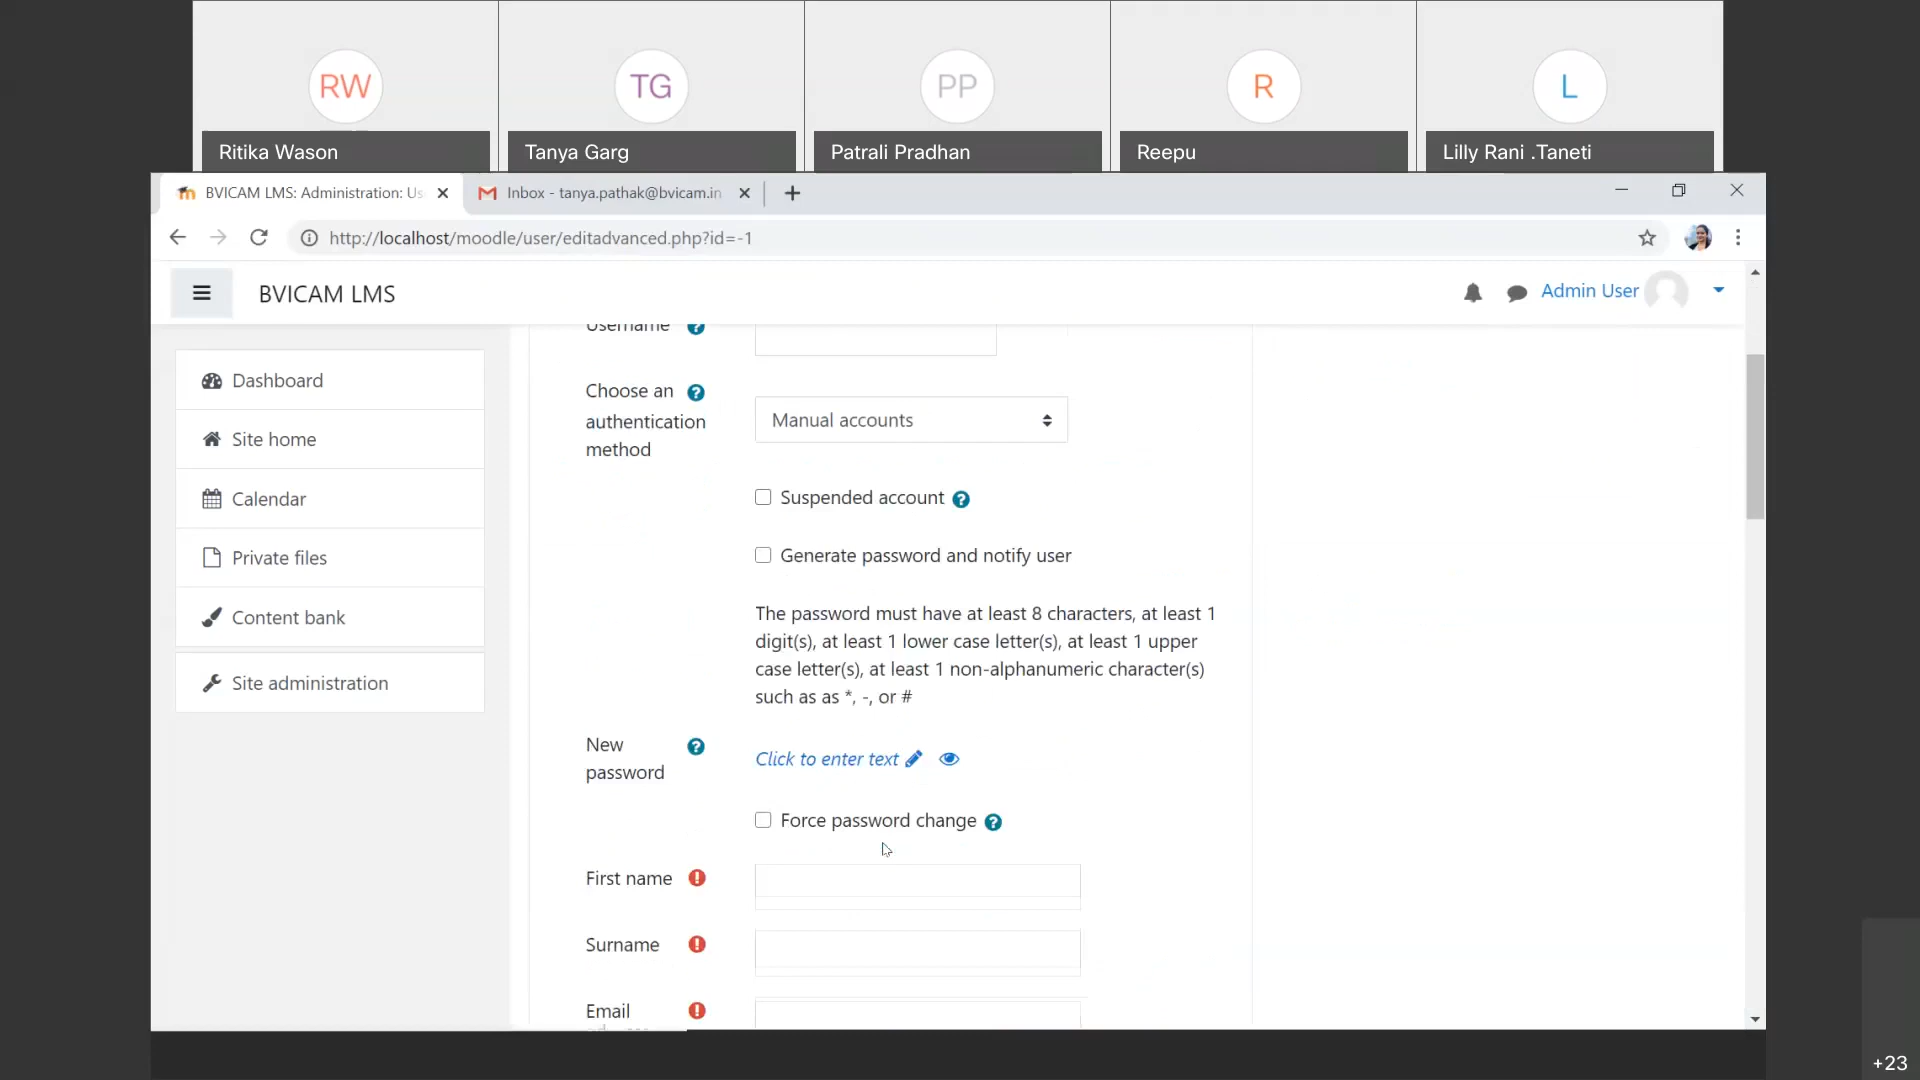 RW
TG
PP
R
L
Ritika Wason
Tanya Garg
Patrali Pradhan
Reepu
Lilly Rani .Taneti
BVICAM LMS: Administration: Us
Inbox - tanya.pathak@bvicam.in
http://localhost/moodle/user/editadvanced.php?id=-1
BVICAM LMS
Admin User
Dashboard
Site home
Calendar
Private files
Content bank
Site administration
Username
Choose an
authentication
method
Manual accounts
Suspended account
Generate password and notify user
The password must have at least 8 characters, at least 1
digit(s), at least 1 lower case letter(s), at least 1 upper
case letter(s), at least 1 non-alphanumeric character(s)
such as as *, -, or #
New
password
Click to enter text
Force password change
First name
Surname
Email
+23